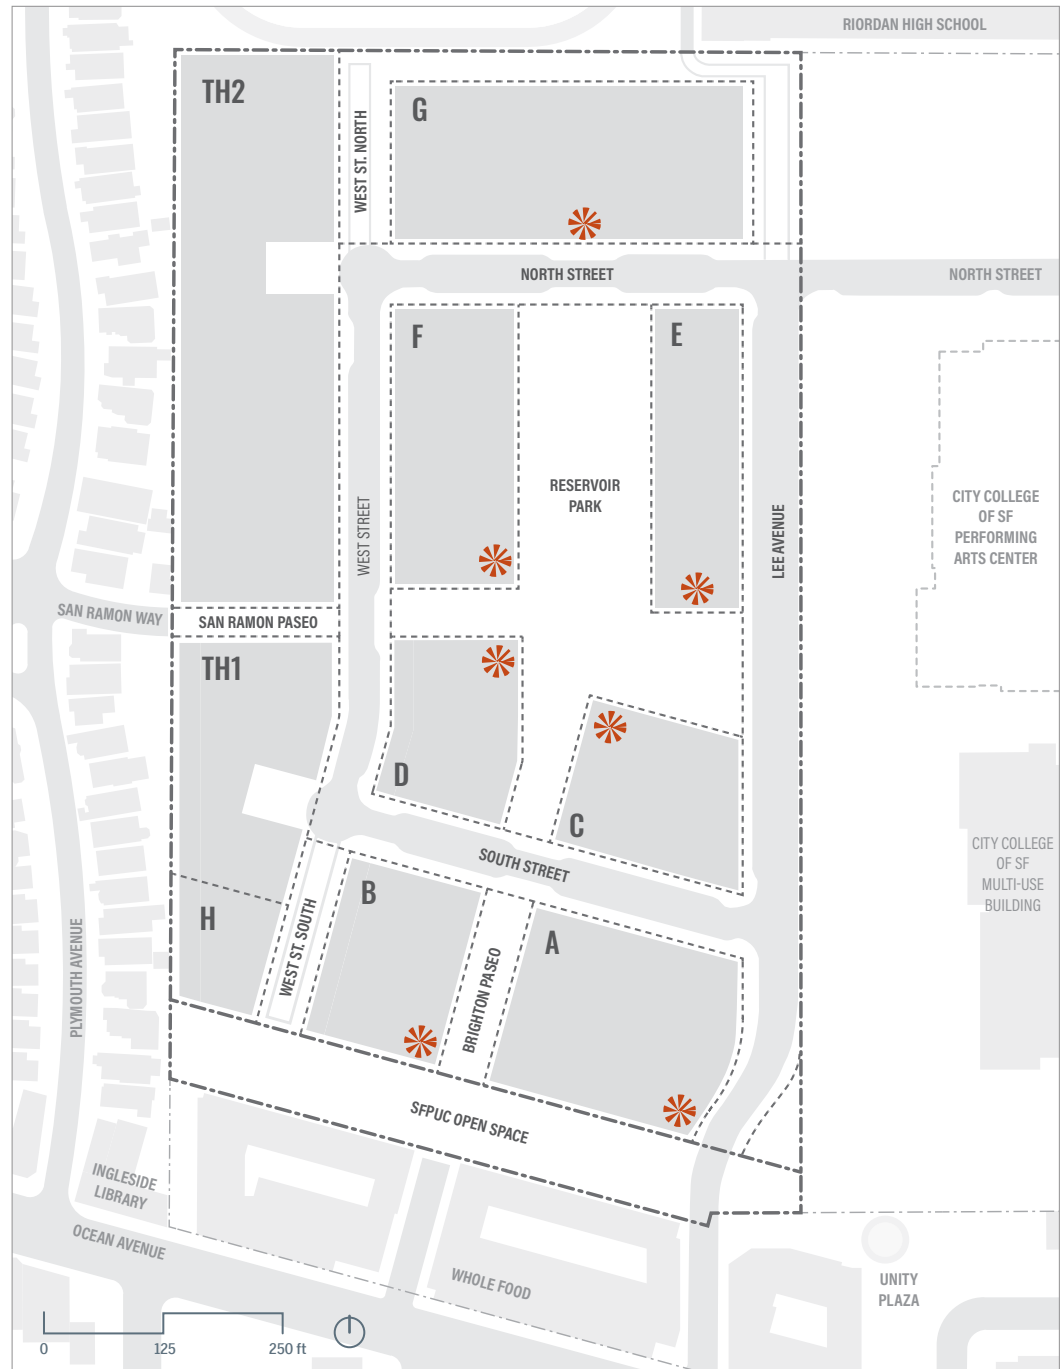 RIORDAN HIGH SCHOOL
TH2
G
WEST ST. NORTH
NORTH STREET
NORTH STREET
F
E
RESERVOIR
PARK
WEST STREET
LEE AVENUE
CITY COLLEGE
OF SF
PERFORMING
ARTS CENTER
SAN RAMON WAY
SAN RAMON PASEO
TH1
D
C
SOUTH STREET
CITY COLLEGE
OF SF
MULTI-USE
BUILDING
B
A
H
WEST ST. SOUTH
BRIGHTON PASEO
PLYMOUTH AVENUE
SFPUC OPEN SPACE
INGLESIDE
LIBRARY
OCEAN AVENUE
WHOLE FOOD
UNITY
PLAZA
0
125
250 ft